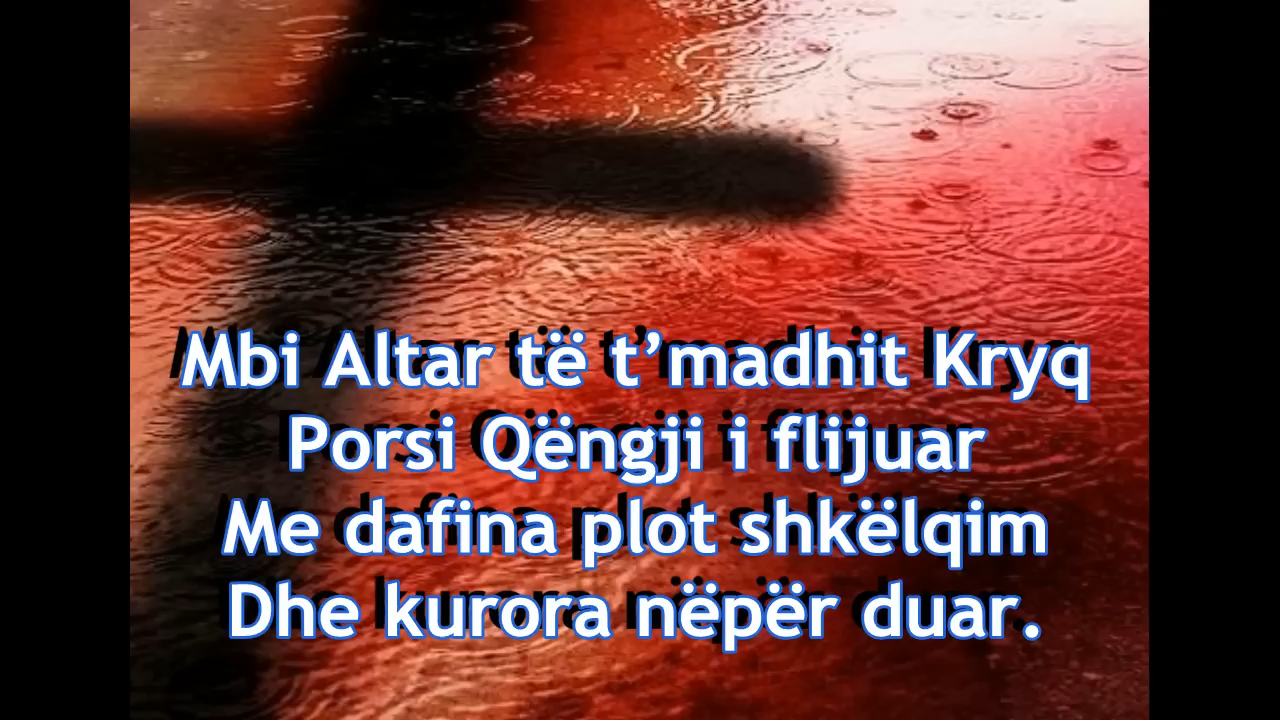 Mbi Altar të t’madhit Kryq
Porsi Qëngji i flijuar
Me dafina plot shkëlqim
Dhe kurora nëpër duar.